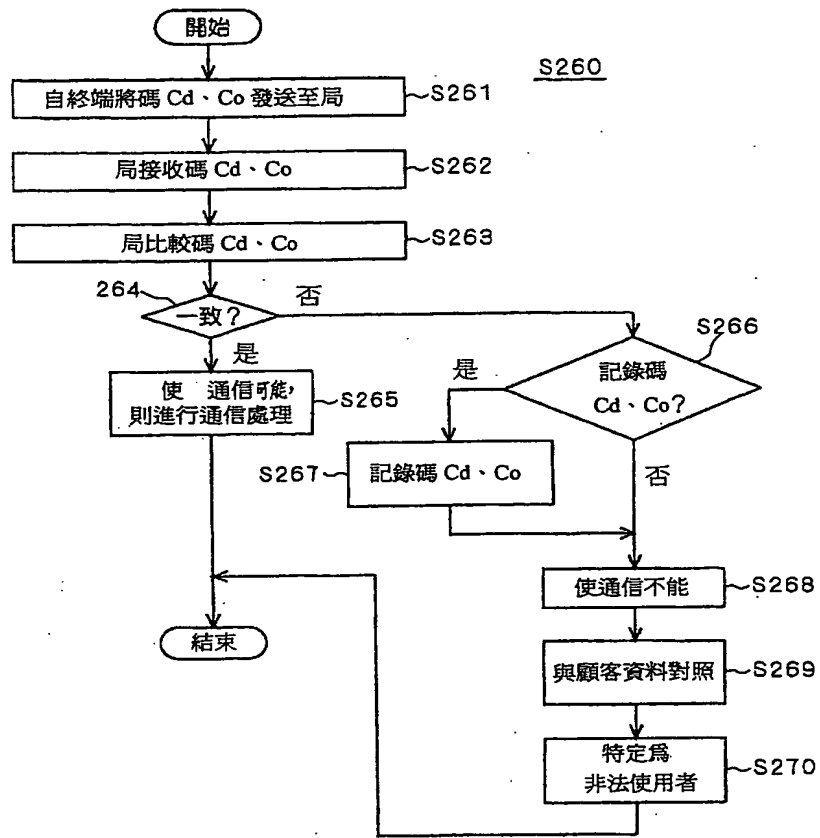 開始
S260
自終端將碼 Cd、Co 發送至局
S261
局接收碼 Cd、Co
S262
局比較碼 Cd、Co
S263
264
一致？
否
是
S266
記錄碼
Cd、Co？
是
否
使 通信可能，
則進行通信處理
S265
S267
記錄碼 Cd、Co
使通信不能
S268
結束
與顧客資料對照
S269
特定爲
非法使用者
S270